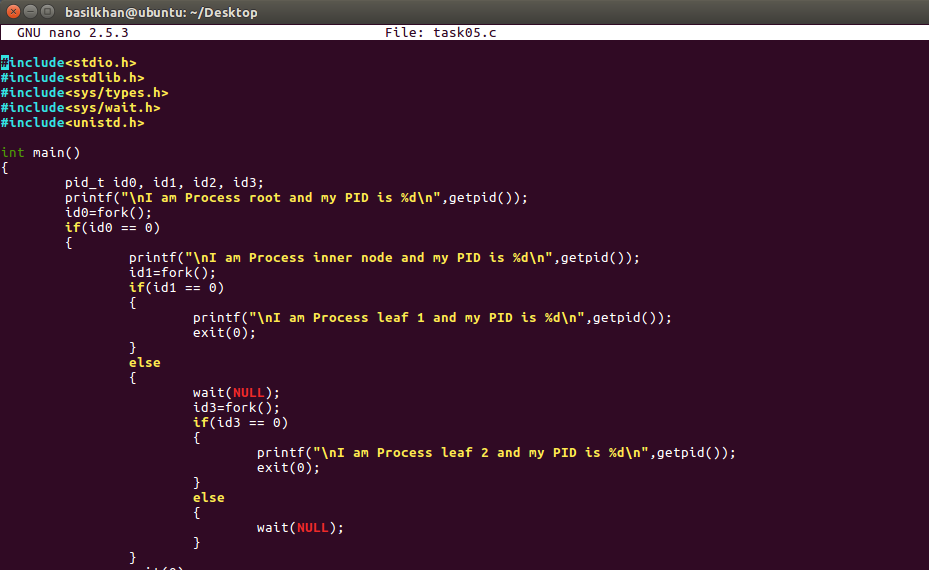 basilkhan@ubuntu: ~/Desktop
GNU nano 2.5.3 File: task05.c
#include<stdio.h>
#include<stdlib.h>
#include<sys/types.h>
#include<sys/wait.h>
#include<unistd.h>
int main()
{
pid_t id0, id1, id2, id3;
printf("\nI am Process root and my PID is %d\n",getpid());
id0=fork();
if(id0 == 0)
{
printf("\nI am Process inner node and my PID is %d\n",getpid());
id1=fork();
if(id1 == 0)
{
printf("\nI am Process leaf 1 and my PID is %d\n",getpid());
exit(0);
}
else
{
wait(NULL);
id3=fork();
if(id3 == 0)
{
printf("\nI am Process leaf 2 and my PID is %d\n",getpid());
exit(0);
}
else
{
wait(NULL);
}
}